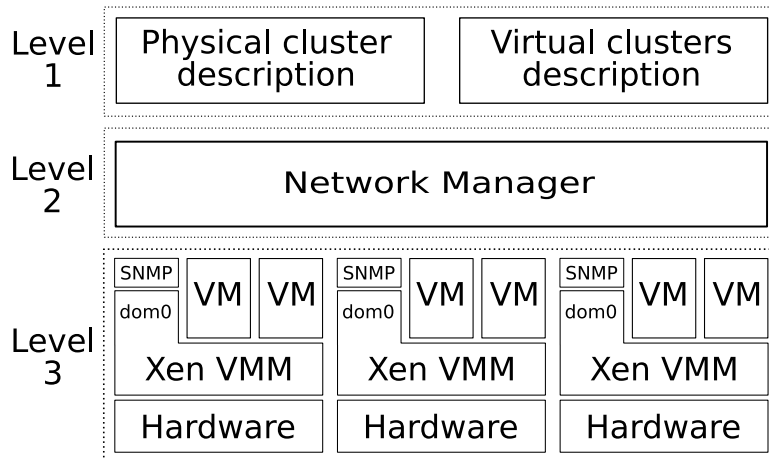 Level
1
Physical cluster
description
Virtual clusters
description
Level
2
Network Manager
Level
3
SNMP
dom0
VM
VM
Xen VMM
Hardware
SNMP
dom0
VM
VM
Xen VMM
Hardware
SNMP
dom0
VM
VM
Xen VMM
Hardware